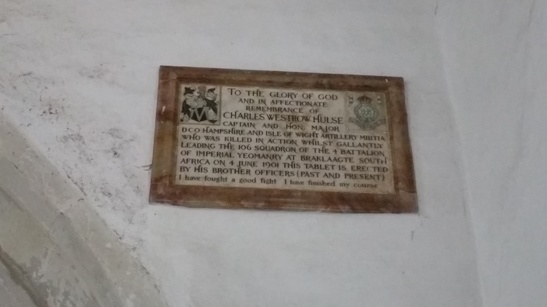 TO THE GLORY OF GOD
AND IN AFFECTIONATE
REMEMBRANCE OF
CHARLES WESTROW HULSE
CAPTAIN AND HON. MAJOR
D.C.O HAMPSHIRE AND ISLE OF WIGHT ARTILLERY MILITIA
WHO WAS KILLED IN ACTION, WHILST GALLANTLY
LEADING THE 106 SQUADRON OF THE 4 BATTALION
OF IMPERIAL YEOMANRY AT BRAKLAAGTE, SOUTH
AFRICA ON 4 JUNE 1901 THIS TABLET IS ERECTED
BY HIS BROTHER OFFICERS (PAST AND PRESENT)
I have fought a good fight I have finished my course